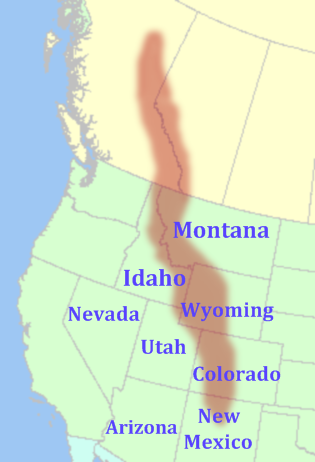 Montana
Idaho
Nevada
Wyoming
Utah
Colorado
Arizona
New
Mexico